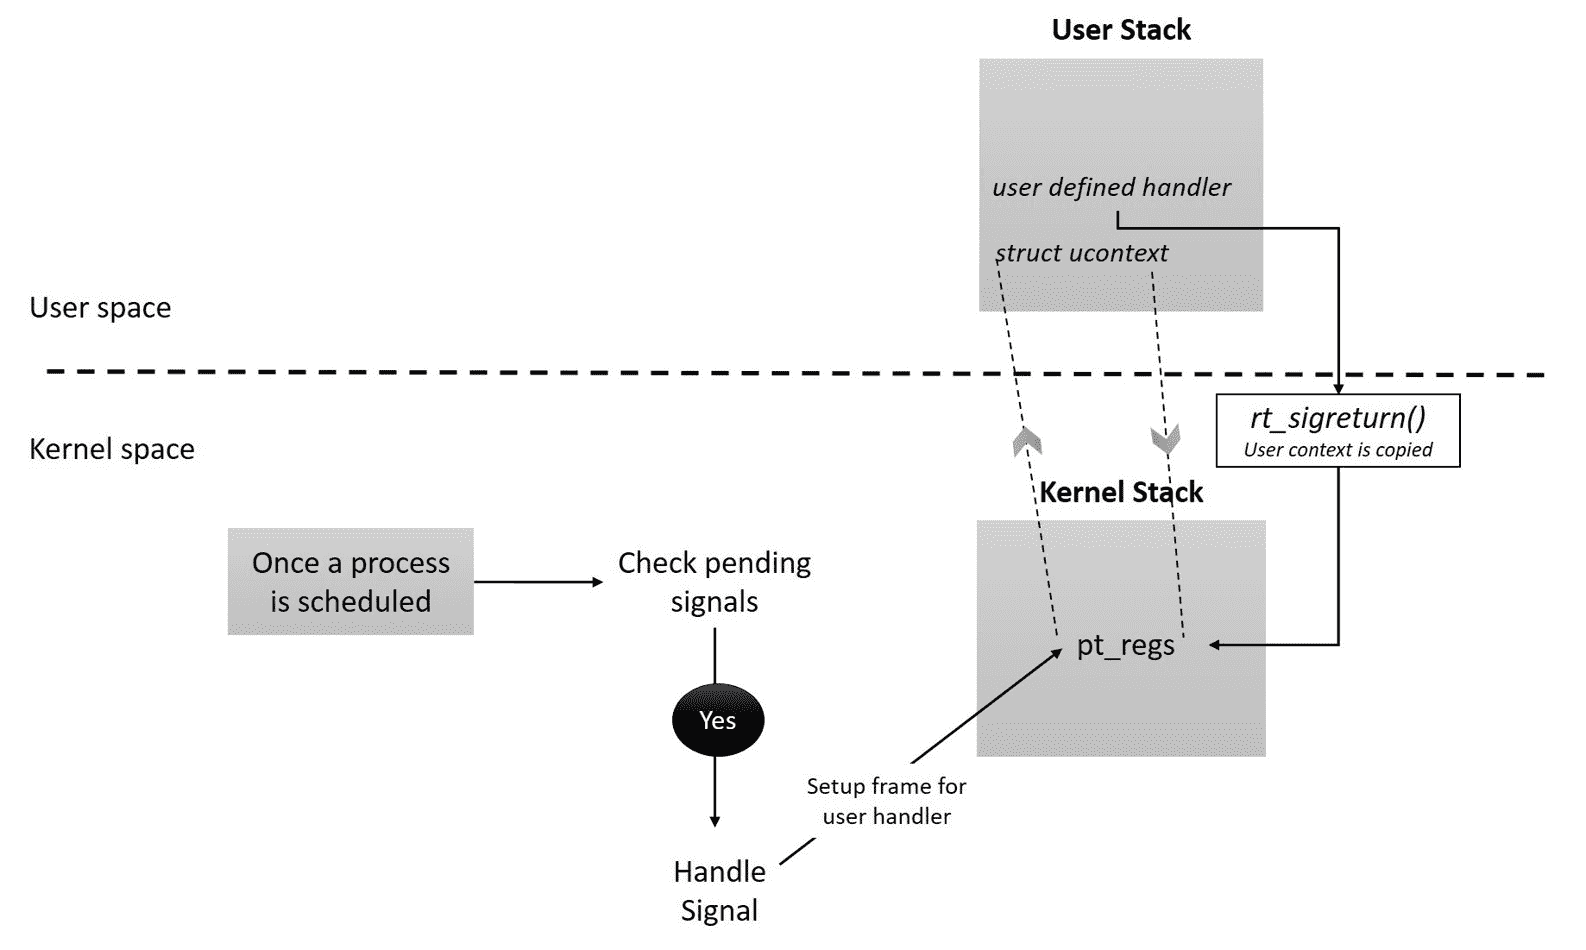 User Stack
user defined handler
struct ucontext
User space
rt_sigreturn()
User context is copied
Kernel space
Kernel Stack
Once a process
is scheduled
Check pending
signals
pt_regs
Yes
Setup frame for
user handler
Handle
Signal